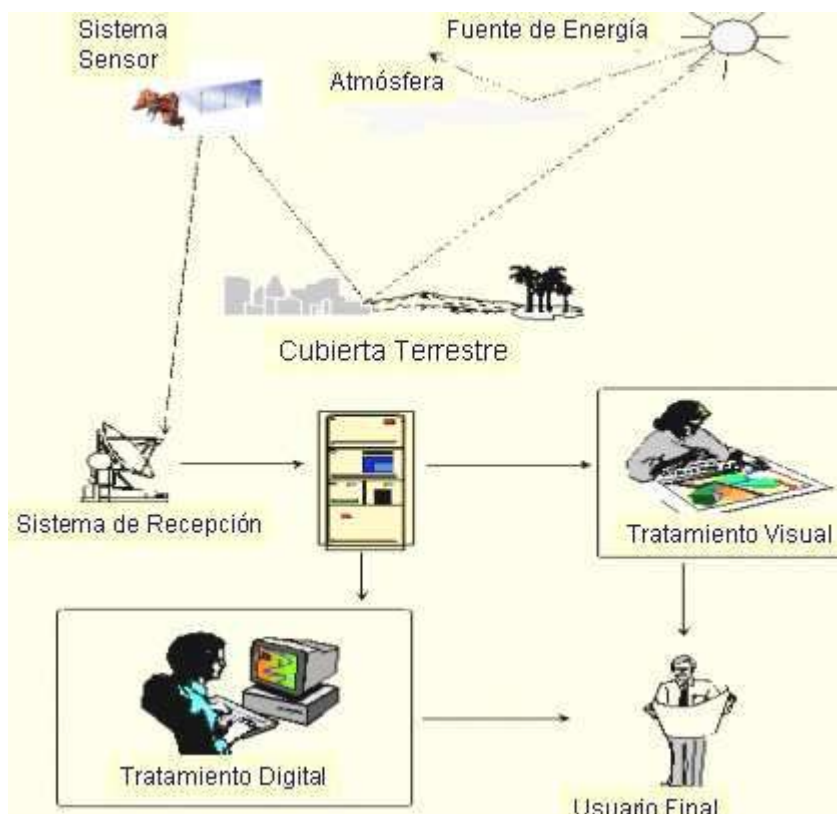 Sistema
Sensor
Fuente de Energía
Atmósfera
Cubierta Terrestre
Sistema de Recepción
Tratamiento Visual
Tratamiento Digital
Usuario Final